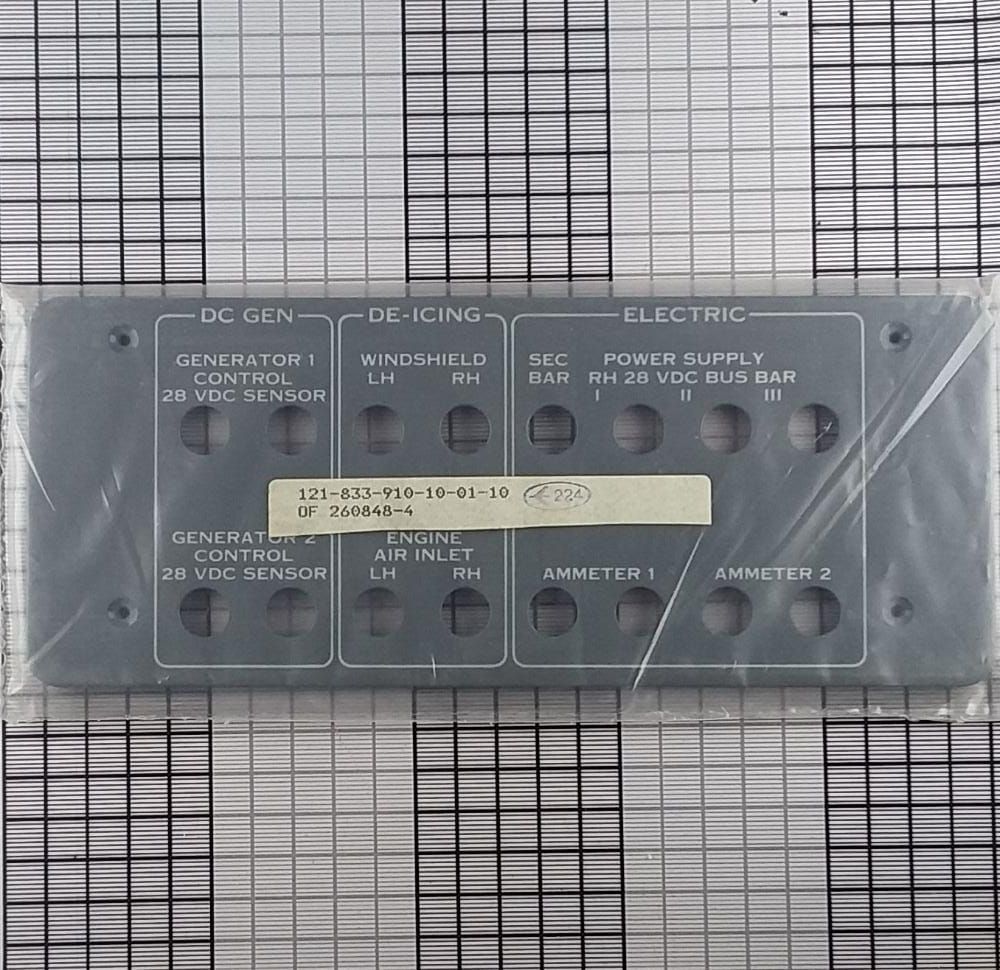 DC GEN
GENERATOR 1
CONTROL
28 VDC SENSOR
DE-ICING
WINDSHIELD
LH RH
ELECTRIC
SEC
BAR
POWER SUPPLY
RH 28 VDC BUS BAR
I II III
121-833-910-10-01-10 224
OF 260848-4
GENERATOR 2
CONTROL
28 VDC SENSOR
ENGINE
AIR INLET
LH RH
AMMETER 1
AMMETER 2